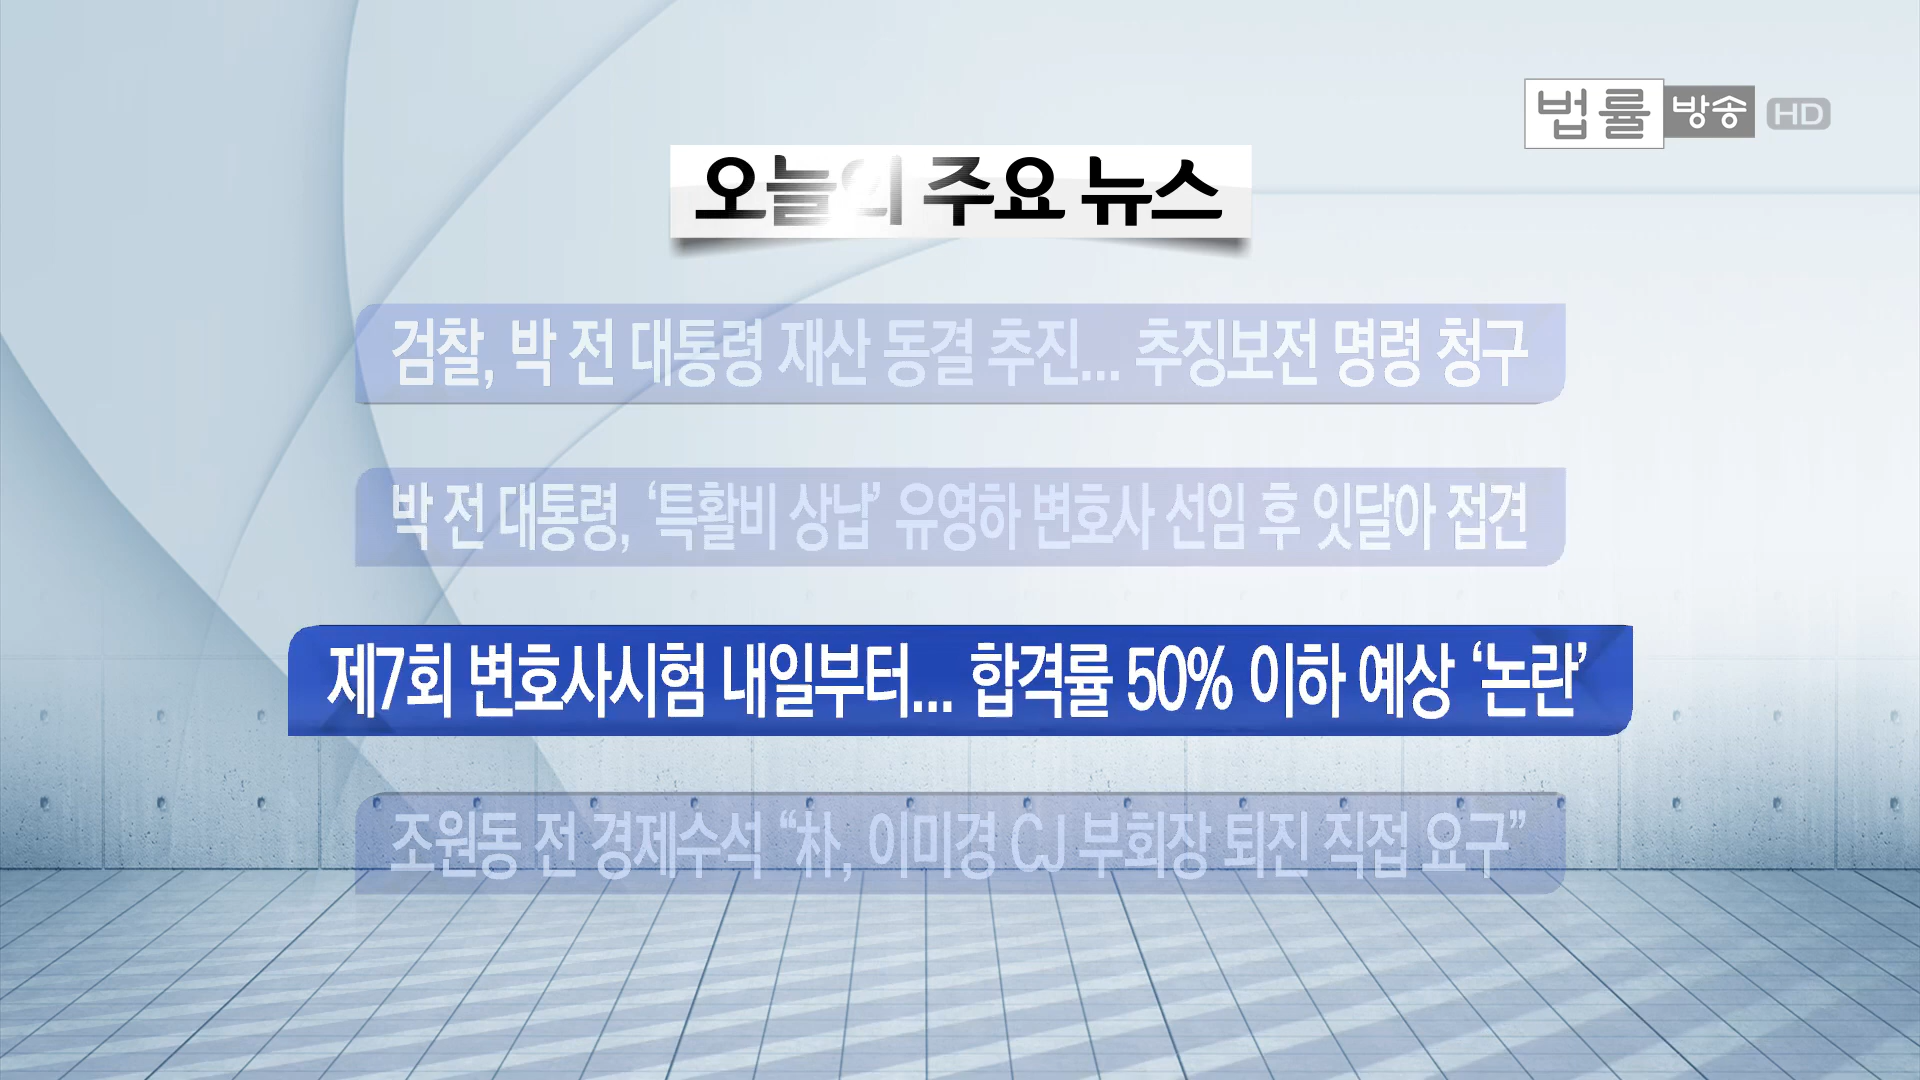 법률방송 HD
오늘의 주요 뉴스
검찰, 박 전 대통령 재산 동결 추진... 추징보전 명령 청구
박 전 대통령, ‘특활비 상납’ 유영하 변호사 선임 후 잇달아 접견
제7회 변호사시험 내일부터... 합격률 50% 이하 예상 ‘논란’
조원동 전 경제수석 “朴, 이미경 CJ 부회장 퇴진 직접 요구”